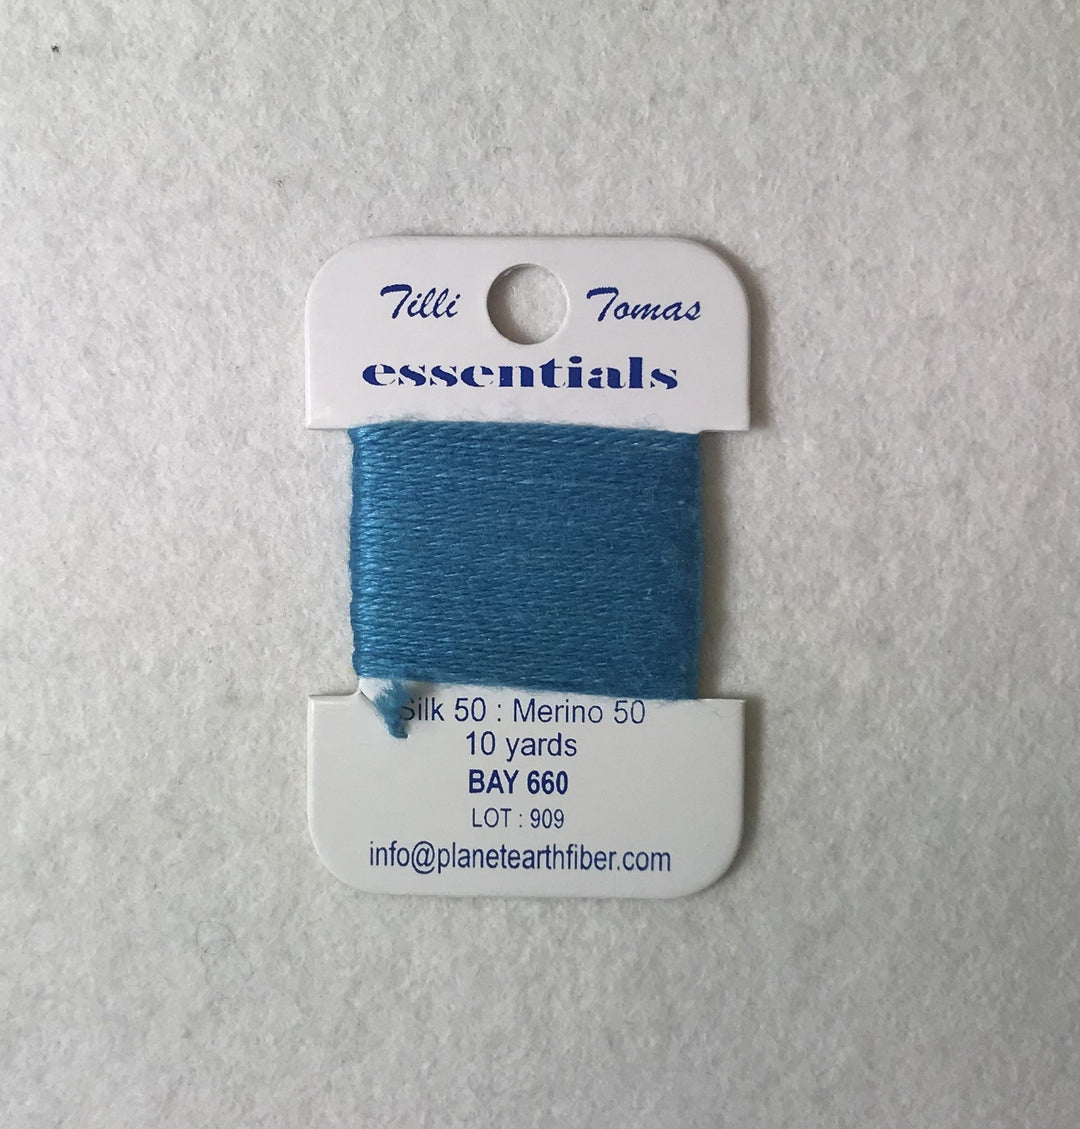 Tilli Tomas
essentials
Silk 50 : Merino 50
10 yards
BAY 660
LOT : 909
info@planetearthfiber.com